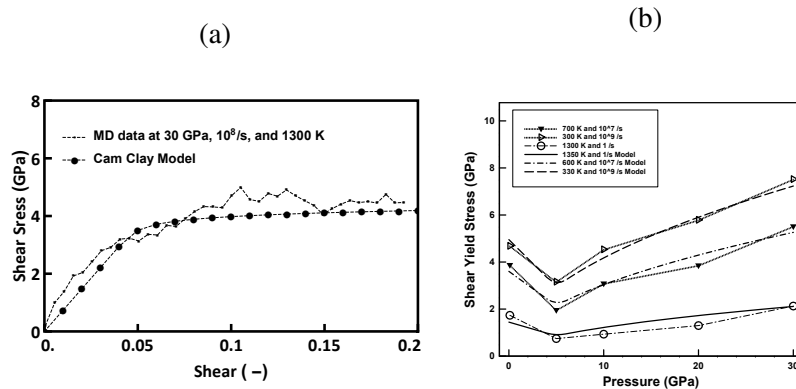 (a)
(b)
8
6
4
2
0
0.
0.05
0.1
0.15
0.2
Shear Sress (GPa)
Shear ( –)
MD data at 30 GPa, 10⁸/s, and 1300 K
Cam Clay Model
10
8
6
4
2
0
0
10
20
30
Shear Yield Stress (GPa)
Pressure (GPa)
700 K and 10^7 /s
300 K and 10^9 /s
1300 K and 1 /s
1350 K and 1/s Model
600 K and 10^7 /s Model
330 K and 10^9 /s Model